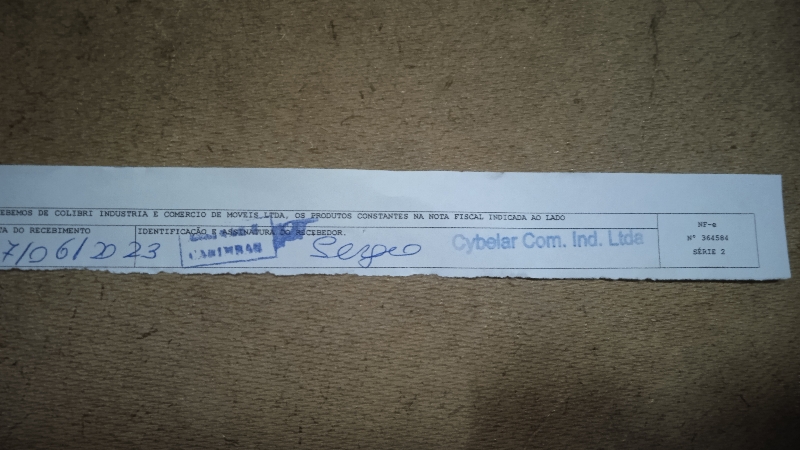 EBEMOS DE COLIBRI INDUSTRIA E COMERCIO DE MOVEIS LTDA, OS PRODUTOS CONSTANTES NA NOTA FISCAL INDICADA AO LADO
TA DO RECEBIMENTO
7/06/2023
IDENTIFICAÇÃO E ASSINATURA DO RECEBEDOR.
Sergio
Cybelar Com. Ind. Ltda
NF-e
N° 364584
SÉRIE 2